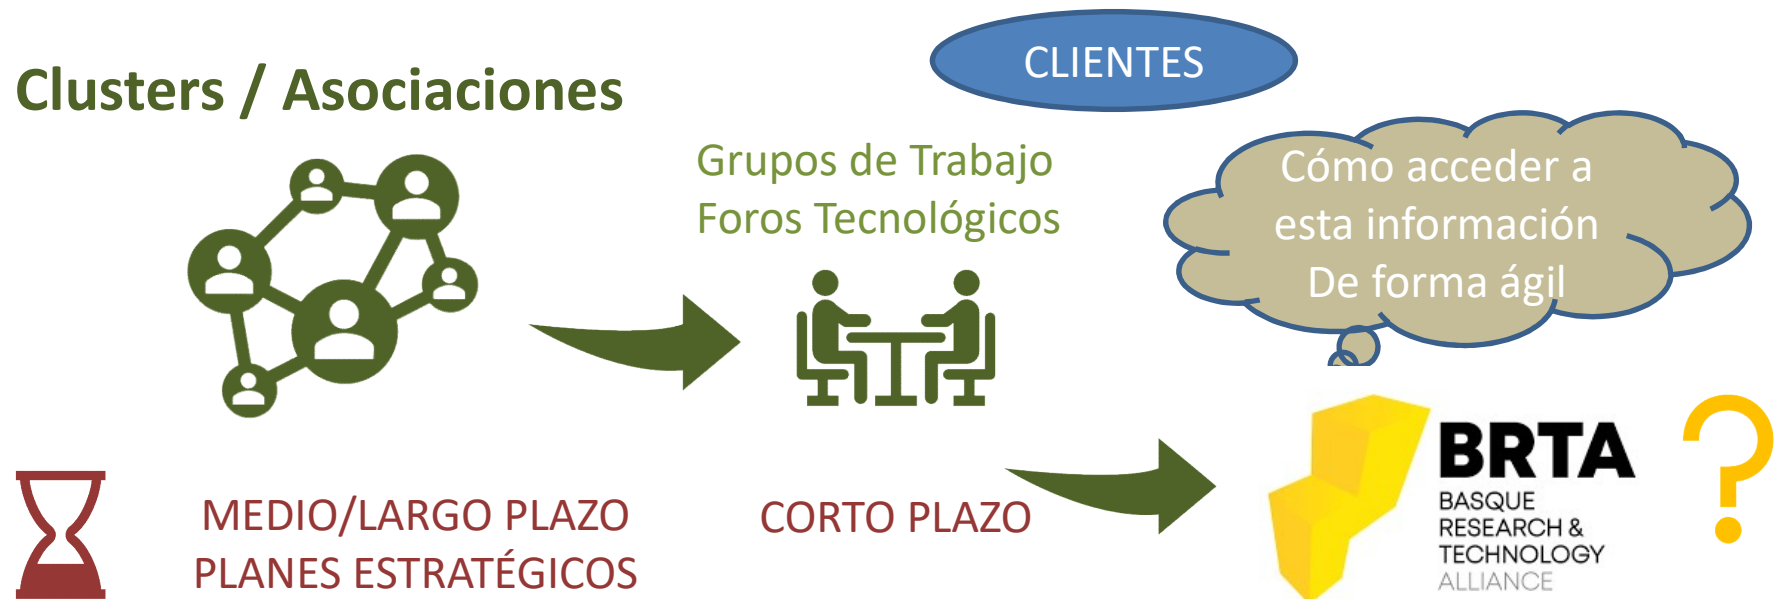 CLIENTES
Clusters / Asociaciones
Grupos de Trabajo
Foros Tecnológicos
Cómo acceder a
esta información
De forma ágil
MEDIO/LARGO PLAZO
PLANES ESTRATÉGICOS
CORTO PLAZO
BRTA
BASQUE
RESEARCH &
TECHNOLOGY
ALLIANCE
?